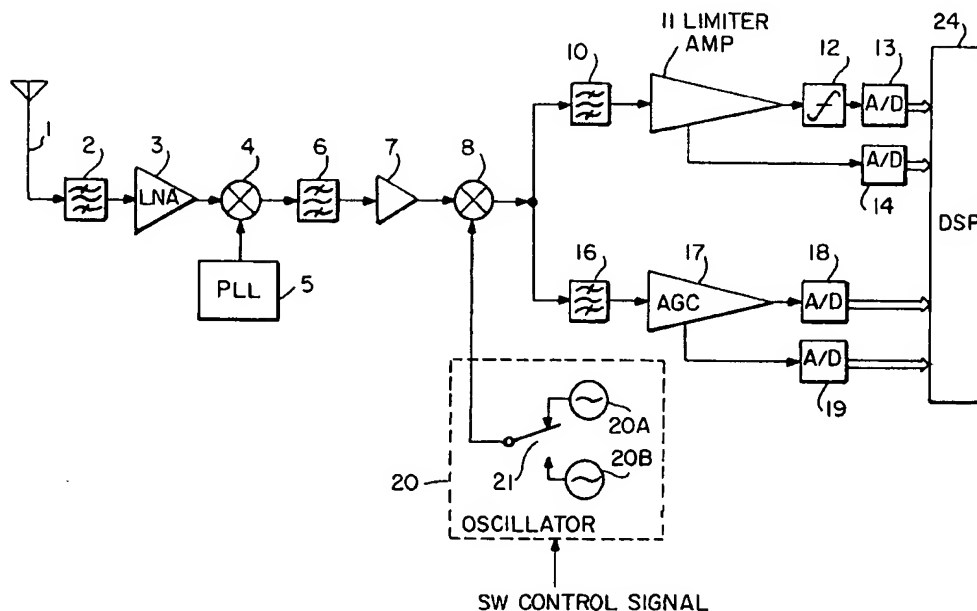 11 LIMITER
AMP
24
10
12
13
A/D
1
2
3
4
6
7
8
A/D
LNA
14
DSP
PLL
5
16
17
18
AGC
A/D
A/D
19
20A
20
21
20B
OSCILLATOR
SW CONTROL SIGNAL